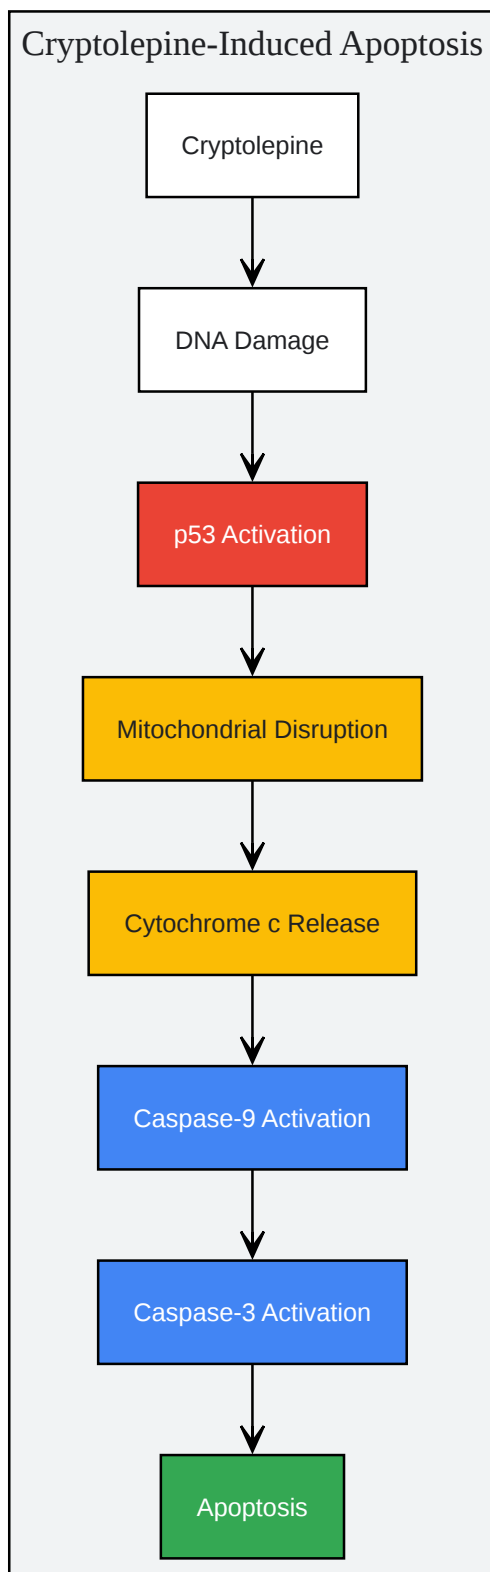 Cryptolepine-Induced Apoptosis
Cryptolepine
DNA Damage
p53 Activation
Mitochondrial Disruption
Cytochrome c Release
Caspase-9 Activation
Caspase-3 Activation
Apoptosis